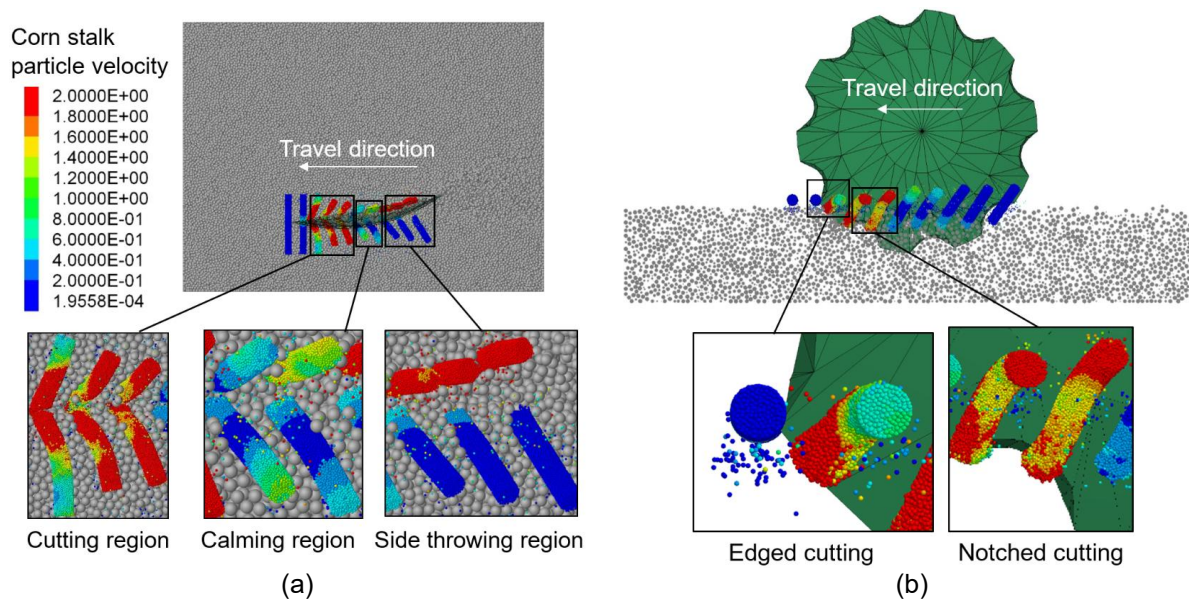 Corn stalk
particle velocity
2.0000E+00
1.8000E+00
1.6000E+00
1.4000E+00
1.2000E+00
1.0000E+00
8.0000E-01
6.0000E-01
4.0000E-01
2.0000E-01
1.9558E-04
Travel direction
Cutting region
Calming region
Side throwing region
(a)
Travel direction
Edged cutting
Notched cutting
(b)